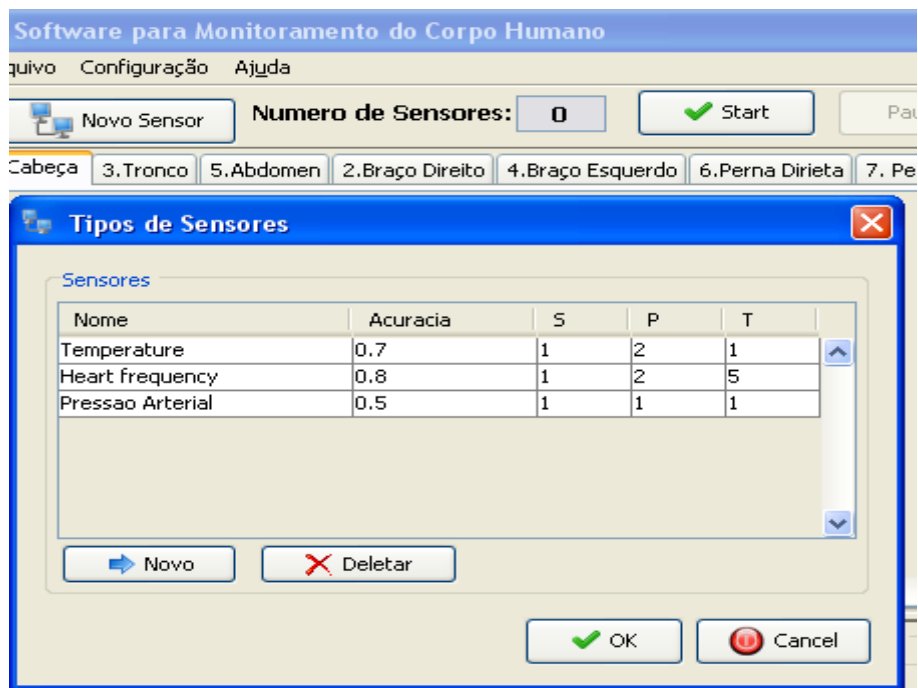 Software para Monitoramento do Corpo Humano
quivo Configuração Ajuda
Novo Sensor Numero de Sensores: 0 Start Pau
Cabeça 3.Tronco 5.Abdomen 2.Braço Direito 4.Braço Esquerdo 6.Perna Dirieta 7. Pe
Tipos de Sensores
Sensores
Nome Acuracia S P T
Temperature 0.7 1 2 1
Heart frequency 0.8 1 2 5
Pressao Arterial 0.5 1 1 1
Novo Deletar
OK Cancel